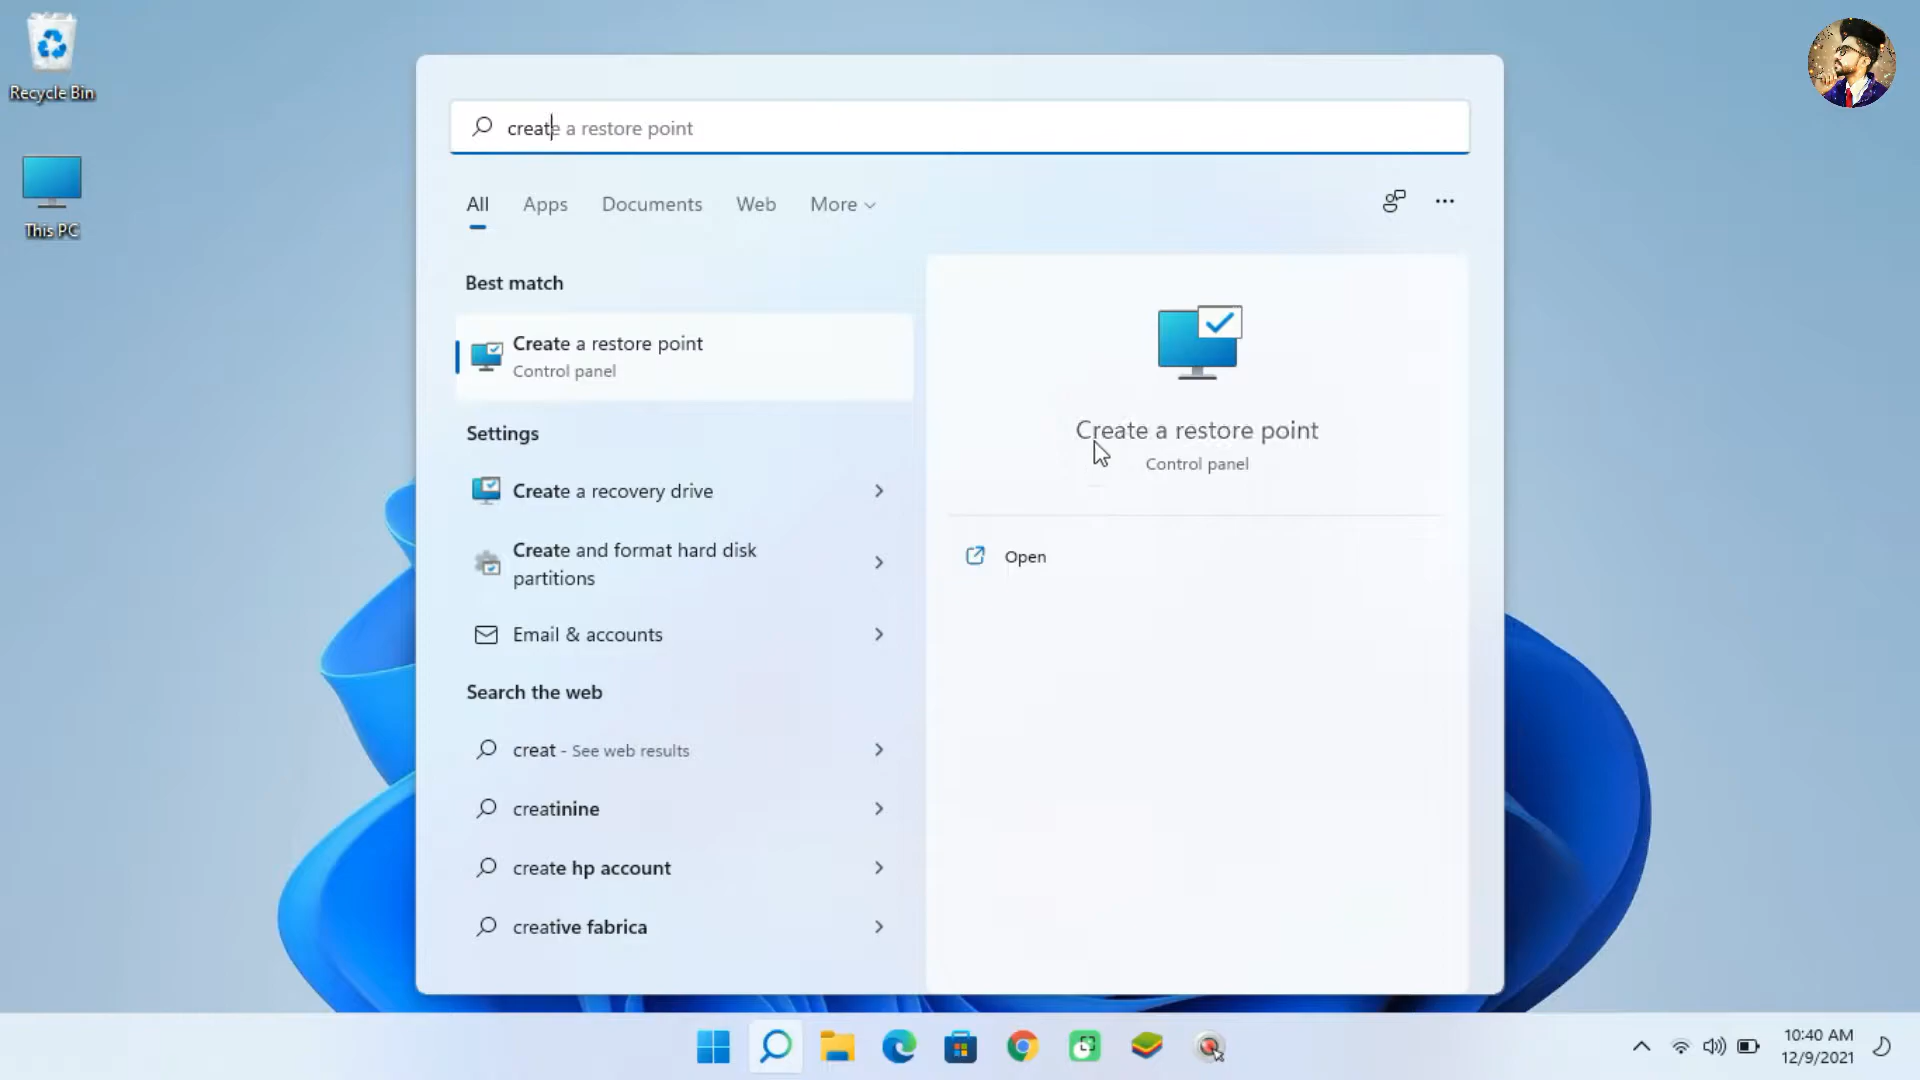 Recycle Bin
This PC
create a restore point
All
Apps
Documents
Web
More
Best match
Create a restore point
Control panel
Settings
Create a recovery drive
Create and format hard disk
partitions
Email & accounts
Search the web
creat - See web results
creatinine
create hp account
creative fabrica
Create a restore point
Control panel
Open
10:40 AM
12/9/2021